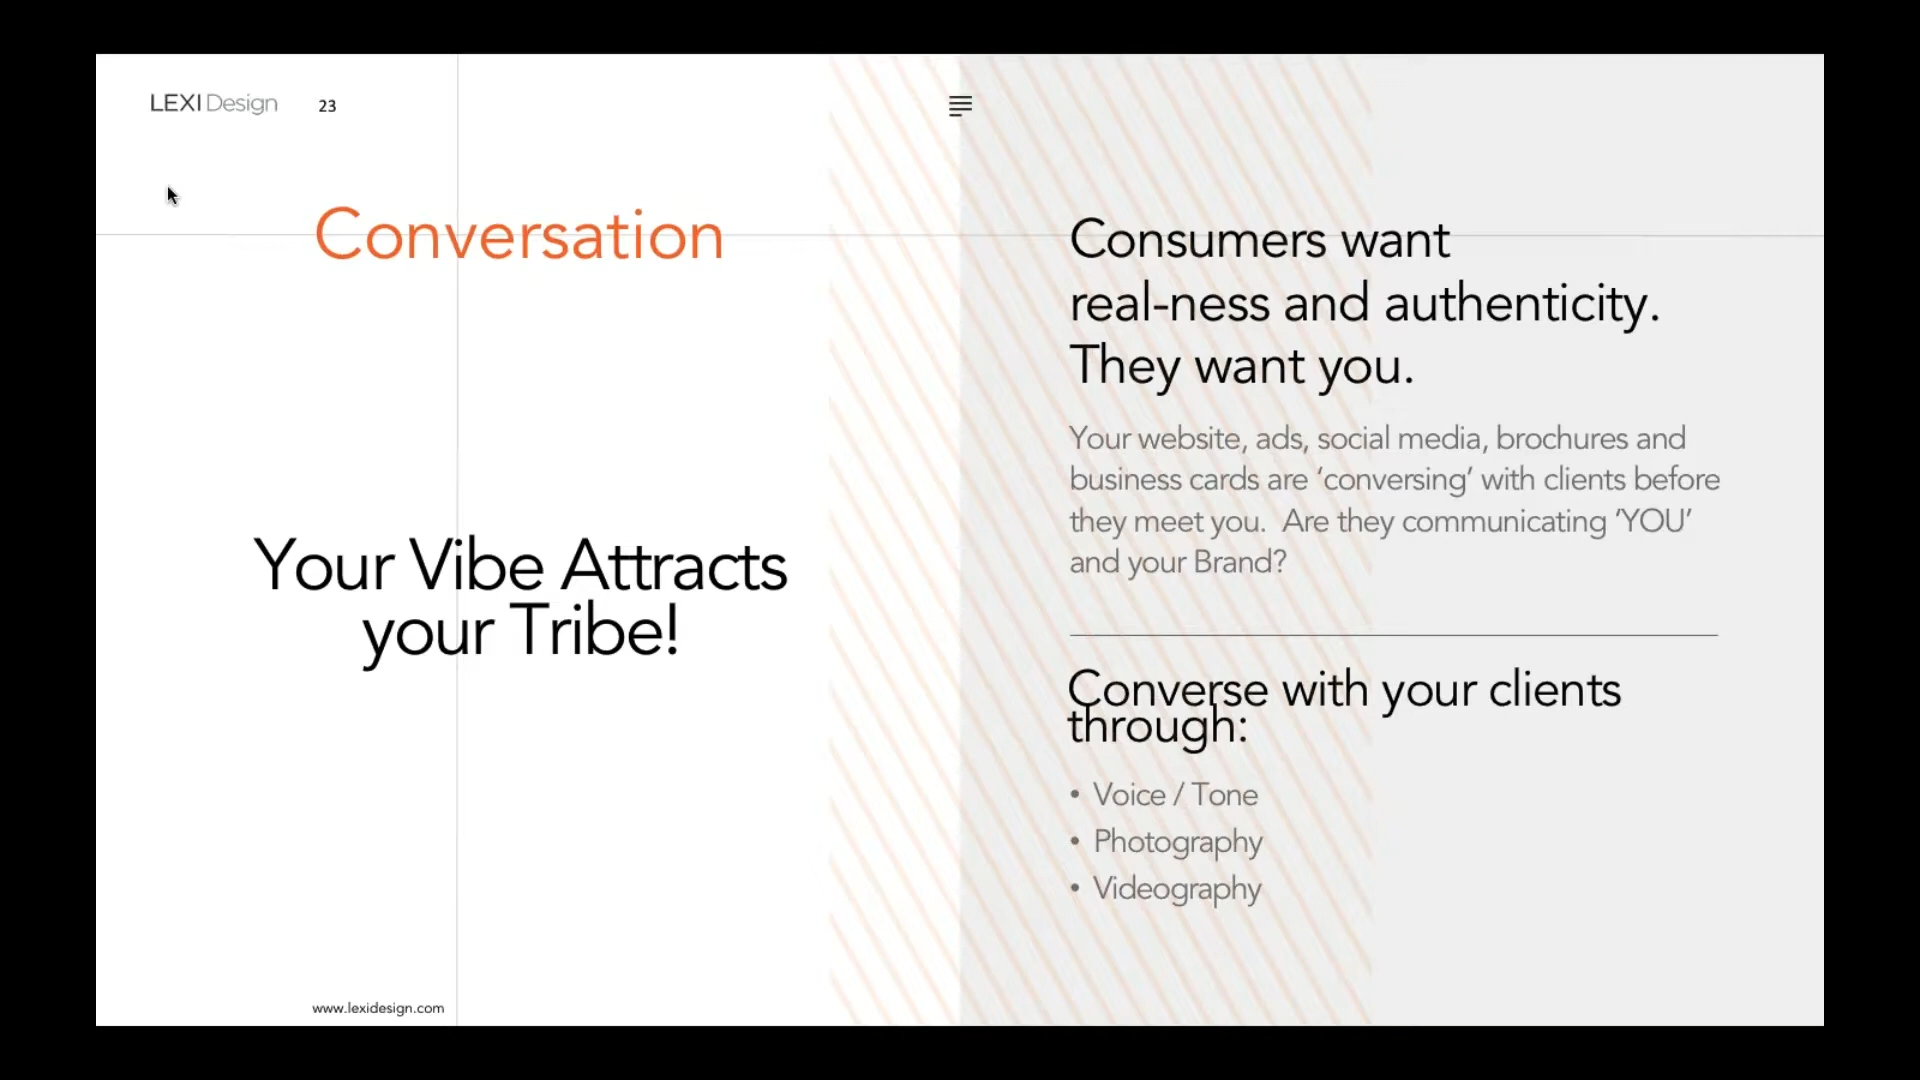 LEXI Design 23
Conversation
Your Vibe Attracts
your Tribe!
www.lexidesign.com
Consumers want
real-ness and authenticity.
They want you.
Your website, ads, social media, brochures and
business cards are ‘conversing’ with clients before
they meet you.  Are they communicating ‘YOU’
and your Brand?
Converse with your clients
through:
• Voice / Tone
• Photography
• Videography